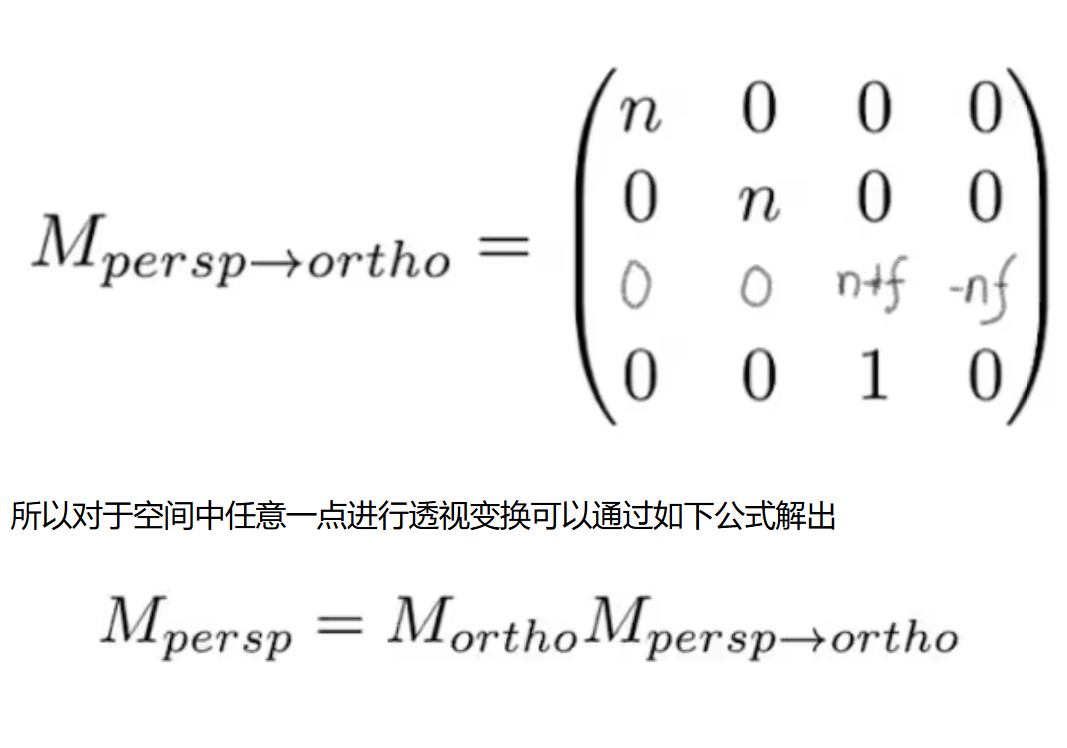 M_{persp→ortho} = \begin{pmatrix} n & 0 & 0 & 0 \\ 0 & n & 0 & 0 \\ 0 & 0 & n+f & -nf \\ 0 & 0 & 1 & 0 \end{pmatrix}
所以对于空间中任意一点进行透视变换可以通过如下公式解出
M_{persp} = M_{ortho} M_{persp→ortho}